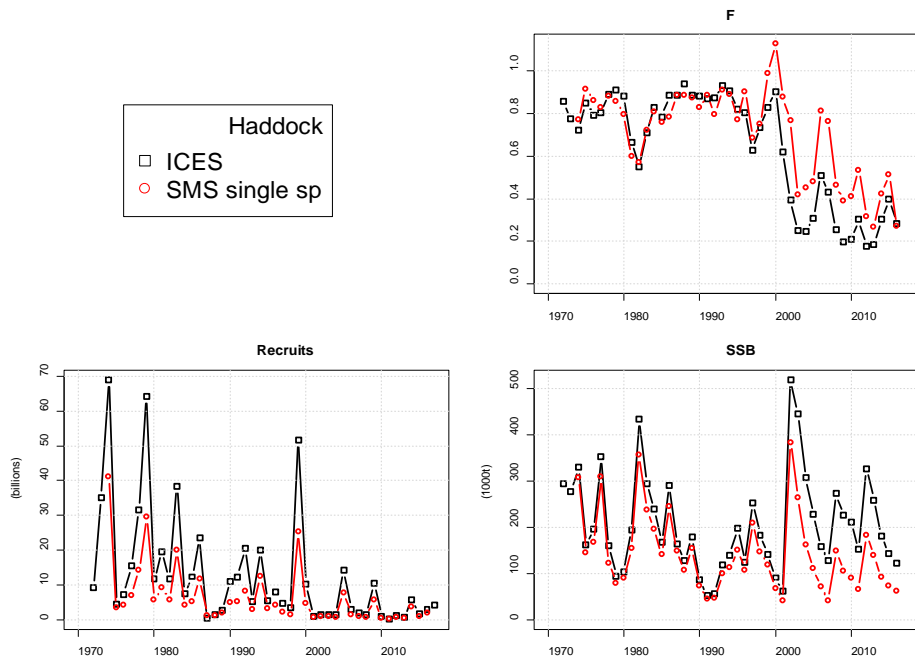 Haddock
ICES
SMS single sp
F
0.0 0.2 0.4 0.6 0.8 1.0
1970 1980 1990 2000 2010
Recruits
(billions)
0 10 20 30 40 50 60 70
1970 1980 1990 2000 2010
SSB
(1000t)
0 100 200 300 400 500
1970 1980 1990 2000 2010